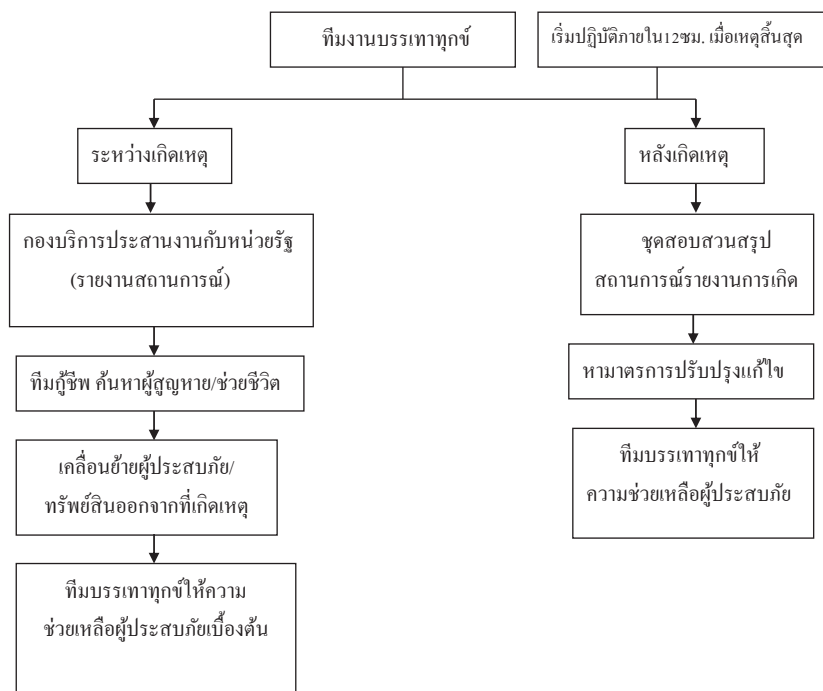 ทีมงานบรรเทาทุกข์
เริ่มปฏิบัติภายใน12ซม. เมื่อเหตุสิ้นสุด
ระหว่างเกิดเหตุ
หลังเกิดเหตุ
กองบริการประสานงานกับหน่วยรัฐ
(รายงานสถานการณ์)
ชุดสอบสวนสรุป
สถานการณ์รายงานการเกิด
ทีมกู้ชีพ ค้นหาผู้สูญหาย/ช่วยชีวิต
หามาตรการปรับปรุงแก้ไข
เคลื่อนย้ายผู้ประสบภัย/
ทรัพย์สินออกจากที่เกิดเหตุ
ทีมบรรเทาทุกข์ให้
ความช่วยเหลือผู้ประสบภัย
ทีมบรรเทาทุกข์ให้ความ
ช่วยเหลือผู้ประสบภัยเบื้องต้น